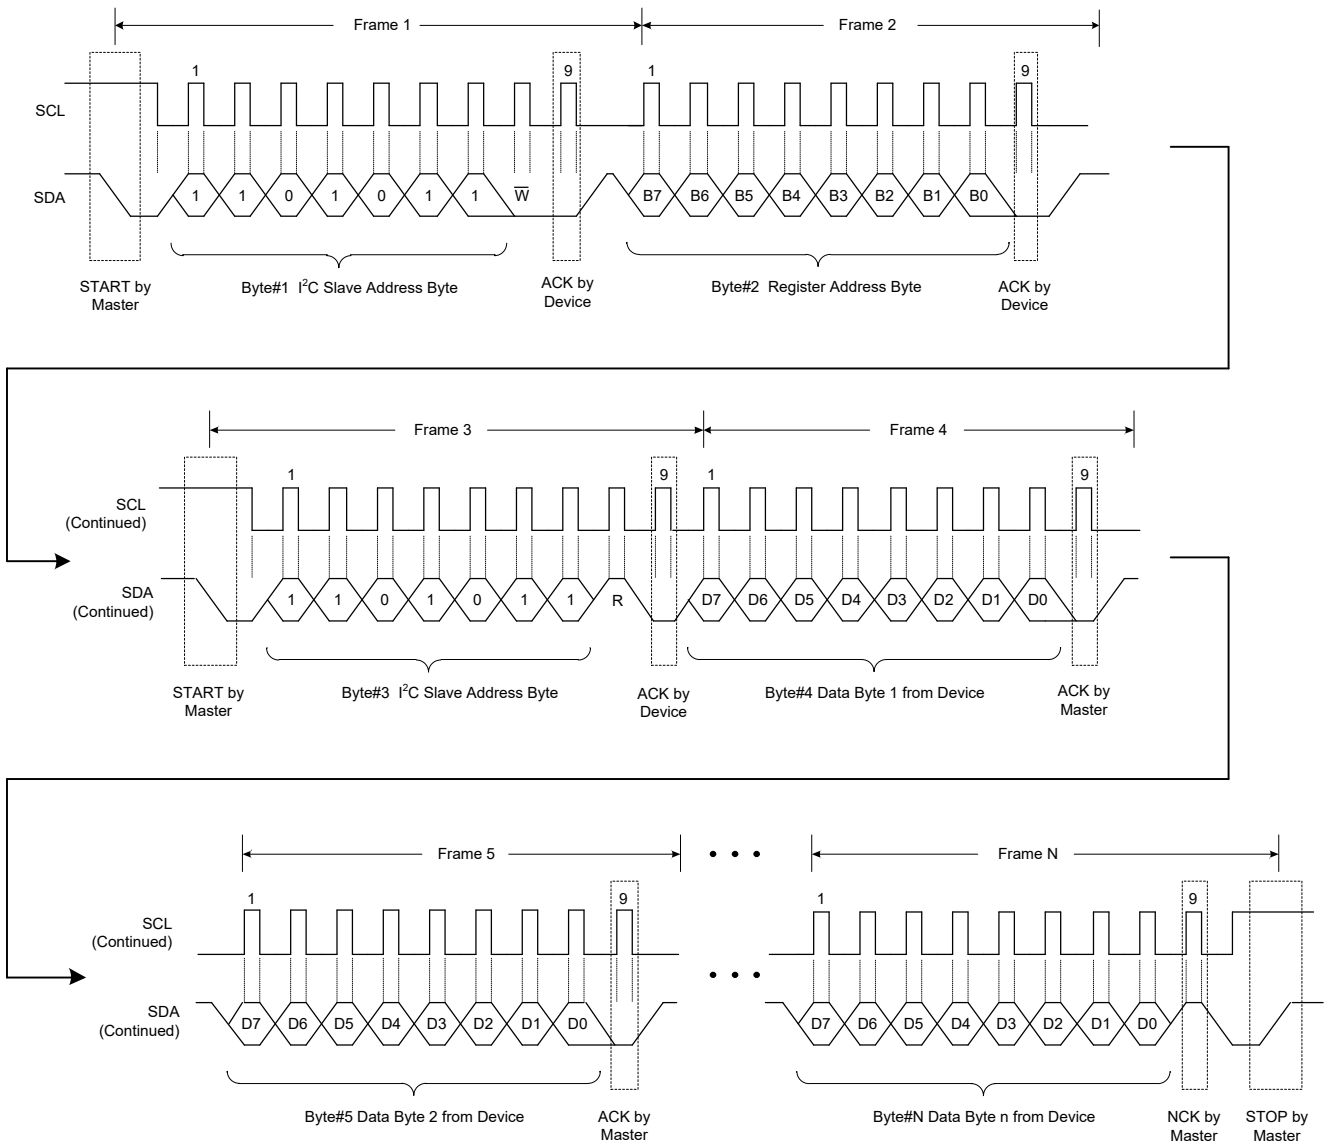 Frame 1 Frame 2
1 9 1 9
SCL
SDA 1 1 0 1 0 1 1 W̅ B7 B6 B5 B4 B3 B2 B1 B0
START by
Master
Byte#1 I²C Slave Address Byte
ACK by
Device
Byte#2 Register Address Byte
ACK by
Device
Frame 3 Frame 4
1 9 1 9
SCL
(Continued)
SDA
(Continued)
1 1 0 1 0 1 1 R D7 D6 D5 D4 D3 D2 D1 D0
START by
Master
Byte#3 I²C Slave Address Byte
ACK by
Device
Byte#4 Data Byte 1 from Device
ACK by
Master
Frame 5 • • • Frame N
1 9 1 9
SCL
(Continued)
• • •
SDA
(Continued)
D7 D6 D5 D4 D3 D2 D1 D0 D7 D6 D5 D4 D3 D2 D1 D0
Byte#5 Data Byte 2 from Device
ACK by
Master
Byte#N Data Byte n from Device
NCK by
Master
STOP by
Master